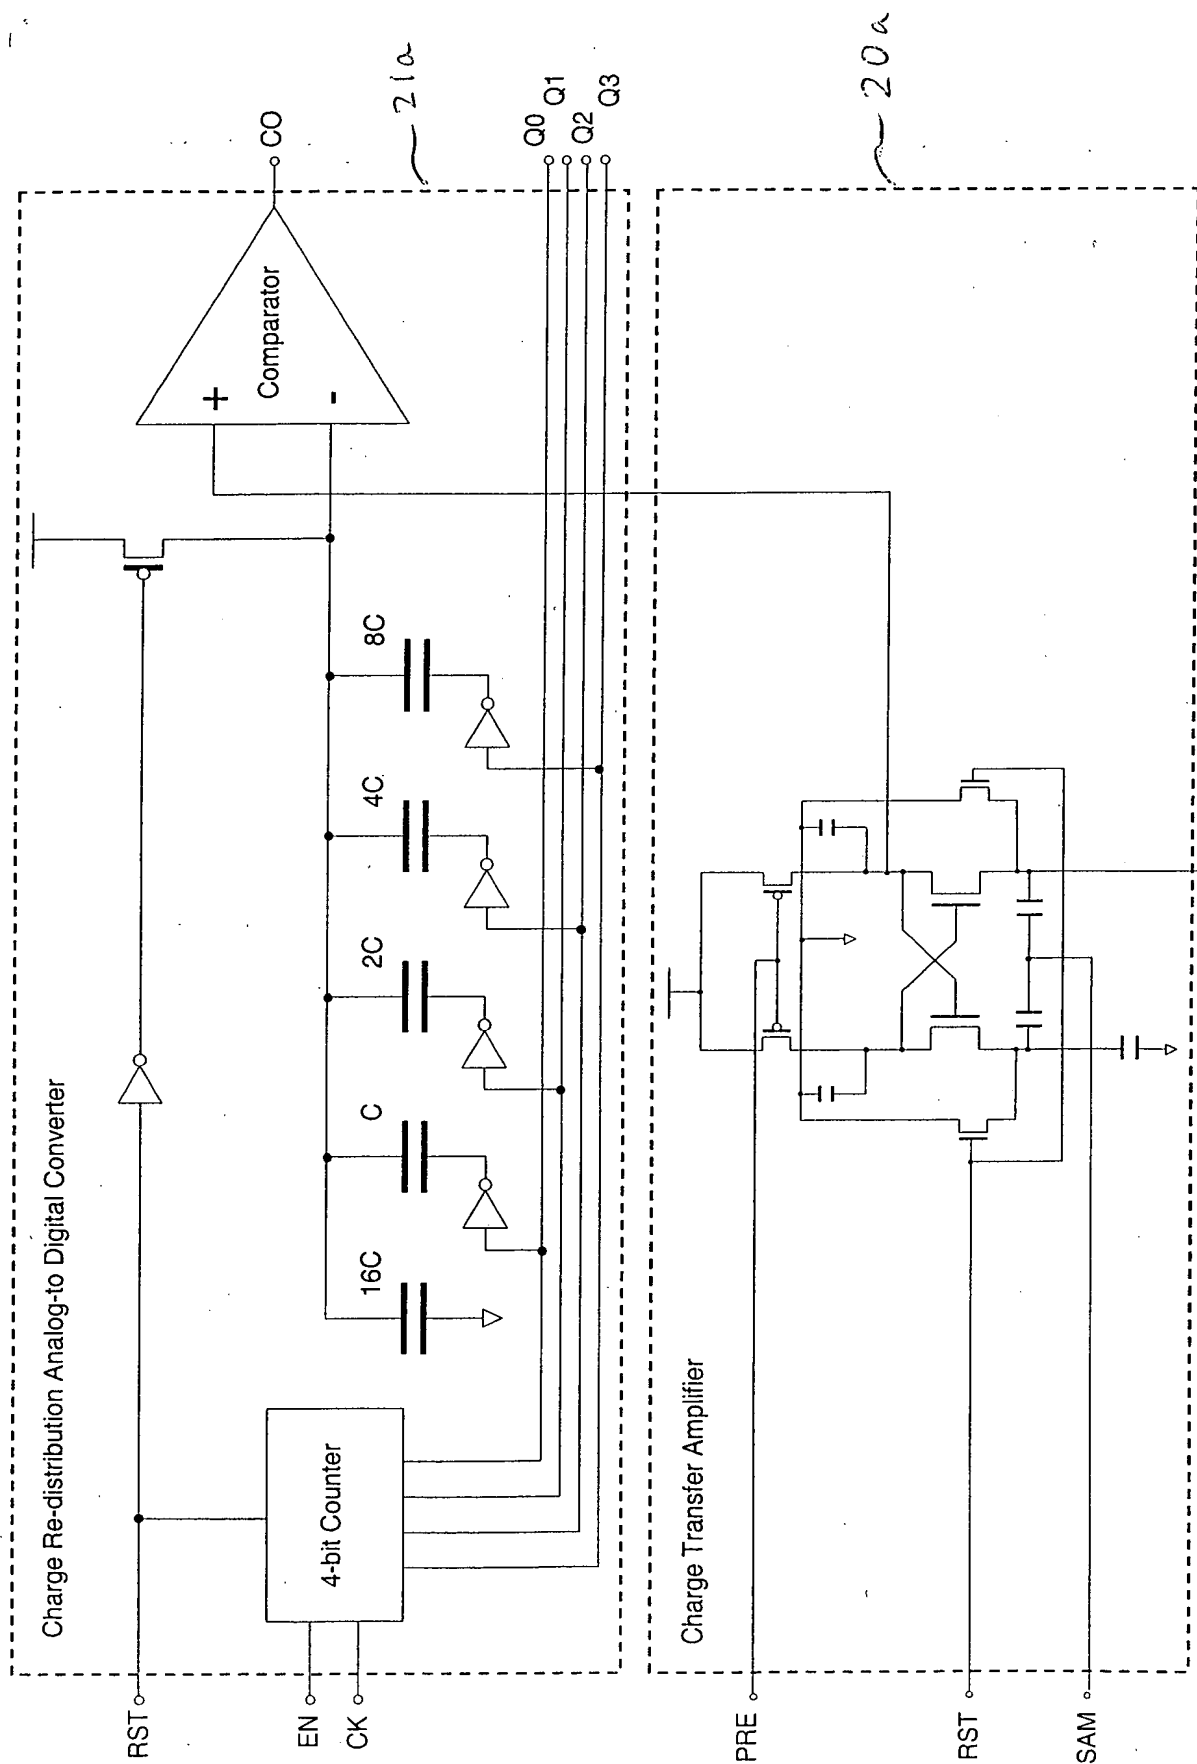 Charge Re-distribution Analog-to Digital Converter
RST
EN
CK
4-bit Counter
16C
C
2C
4C
8C
+
-
Comparator
CO
21a
Q0
Q1
Q2
Q3
Charge Transfer Amplifier
PRE
RST
SAM
20a